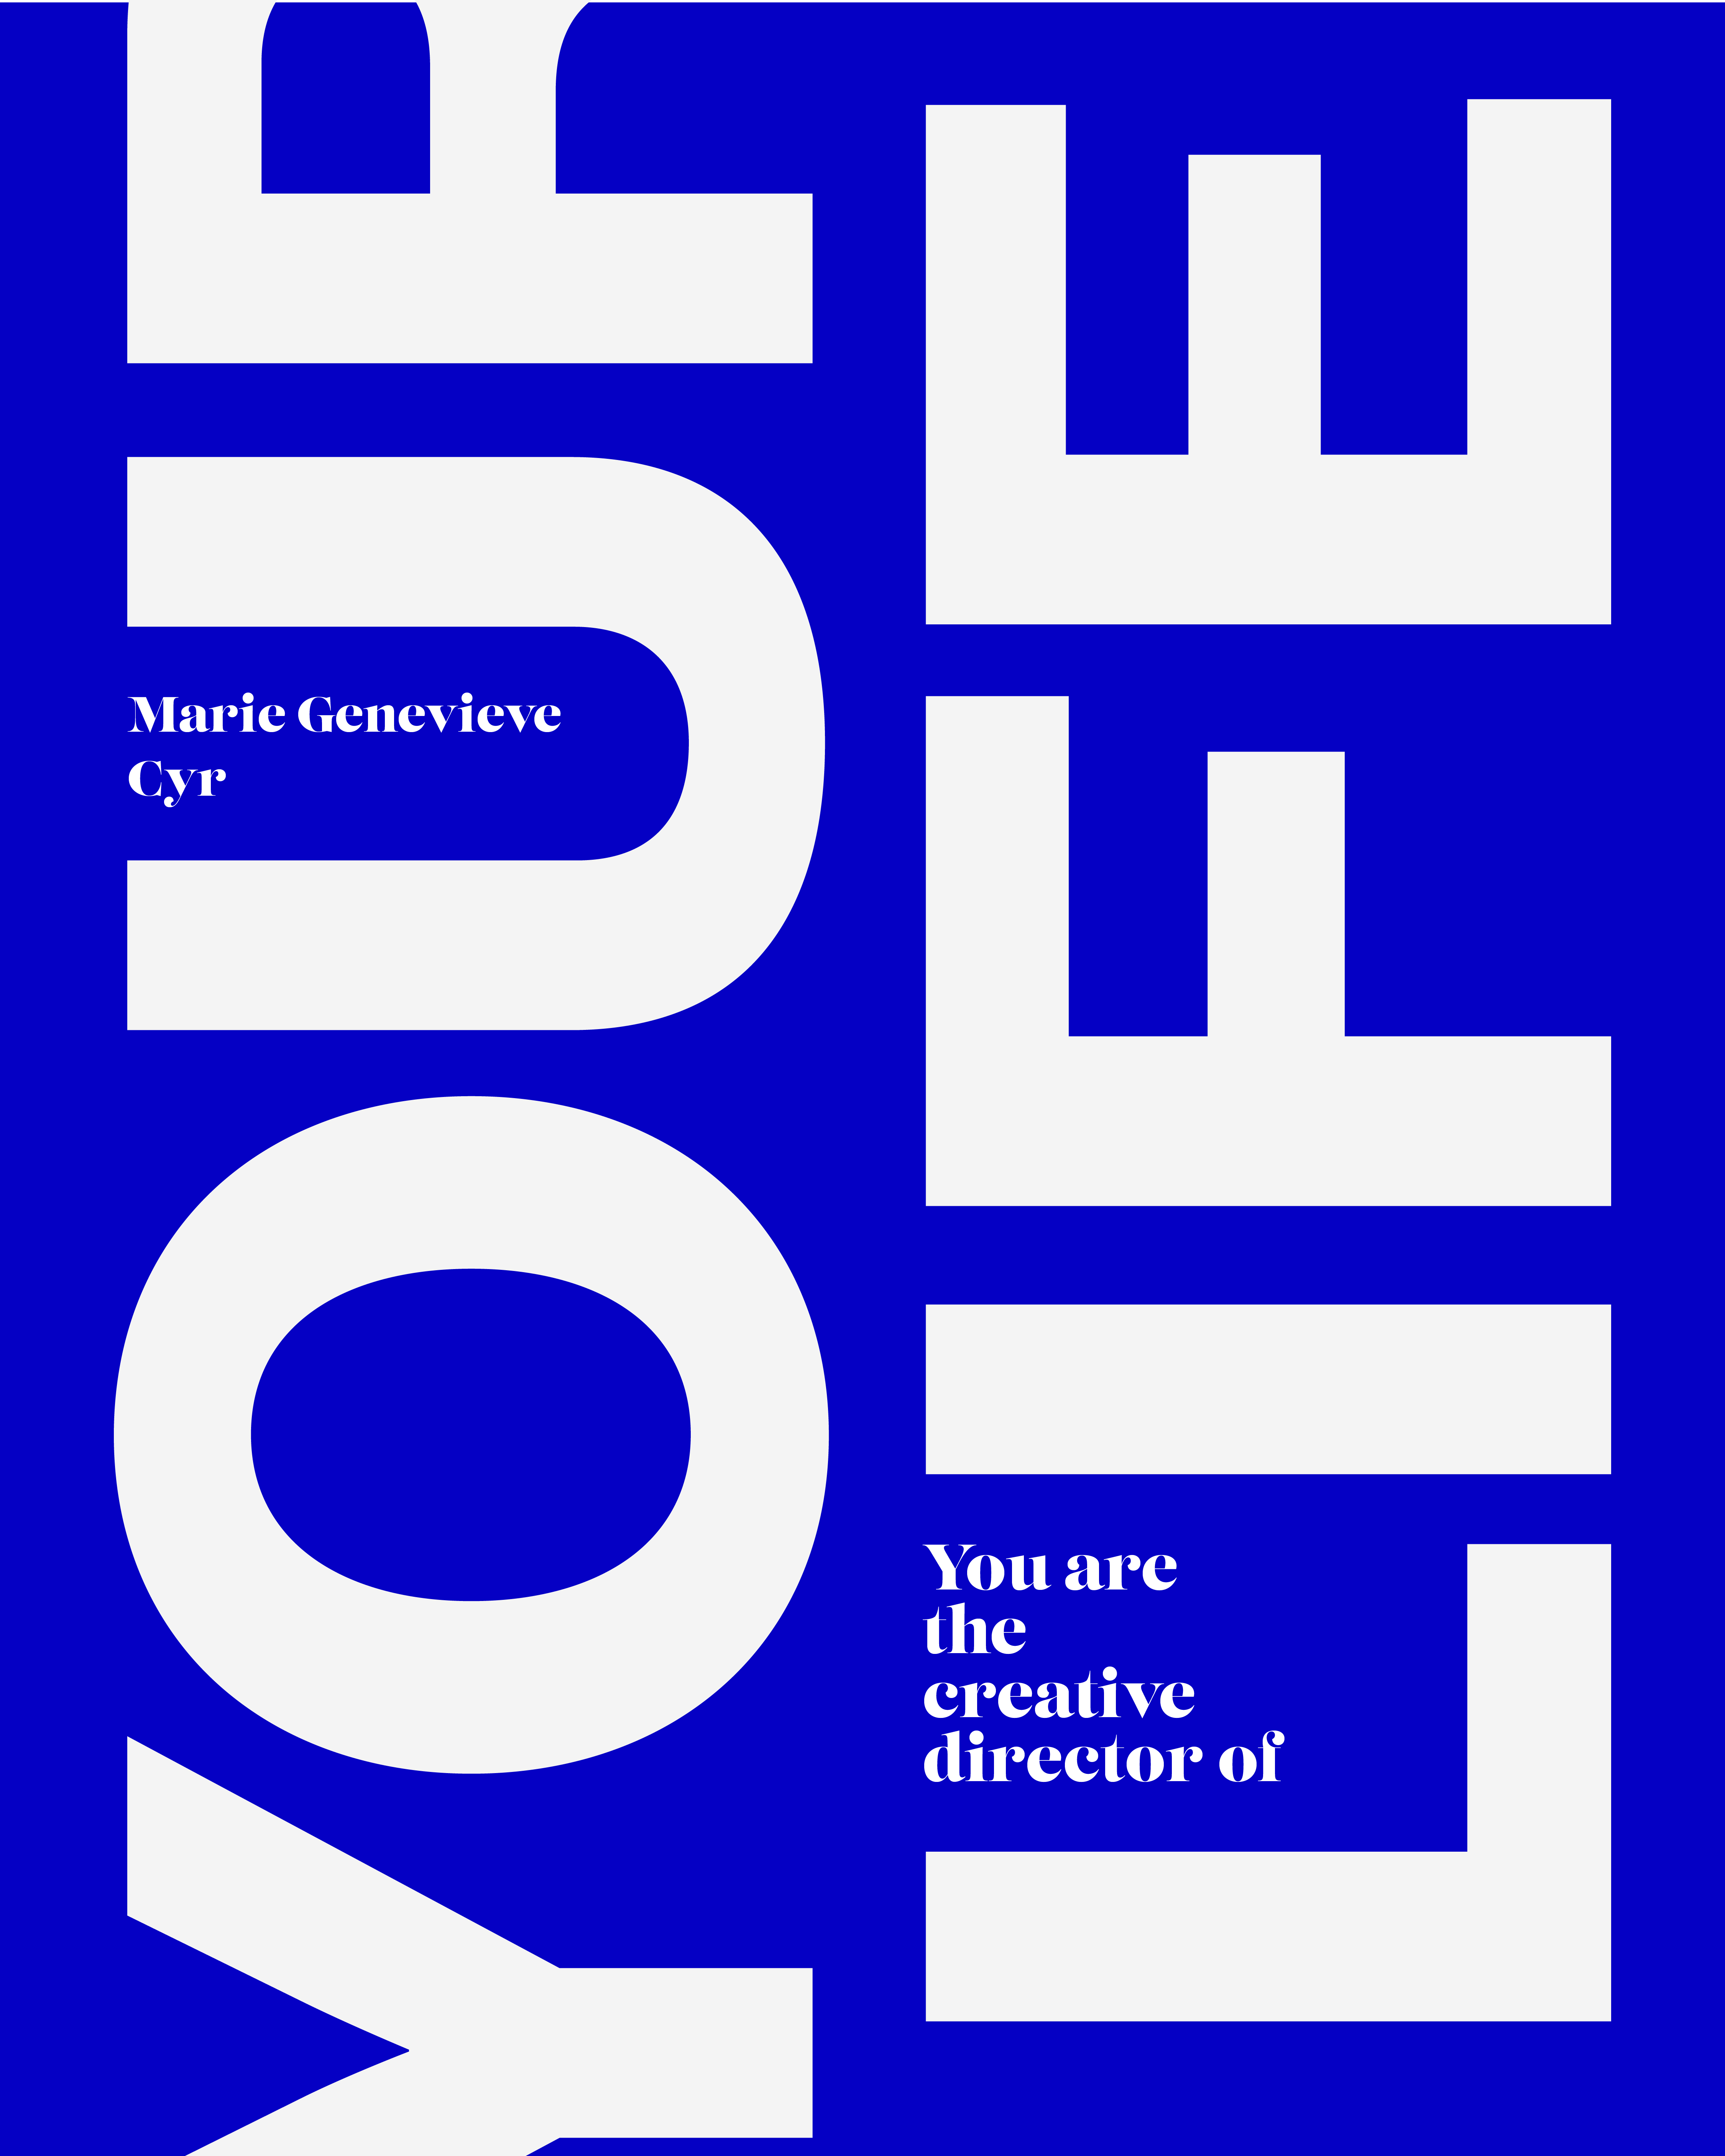 Marie Genevieve
Cyr
You are
the
creative
director of
YOUR
LIFE